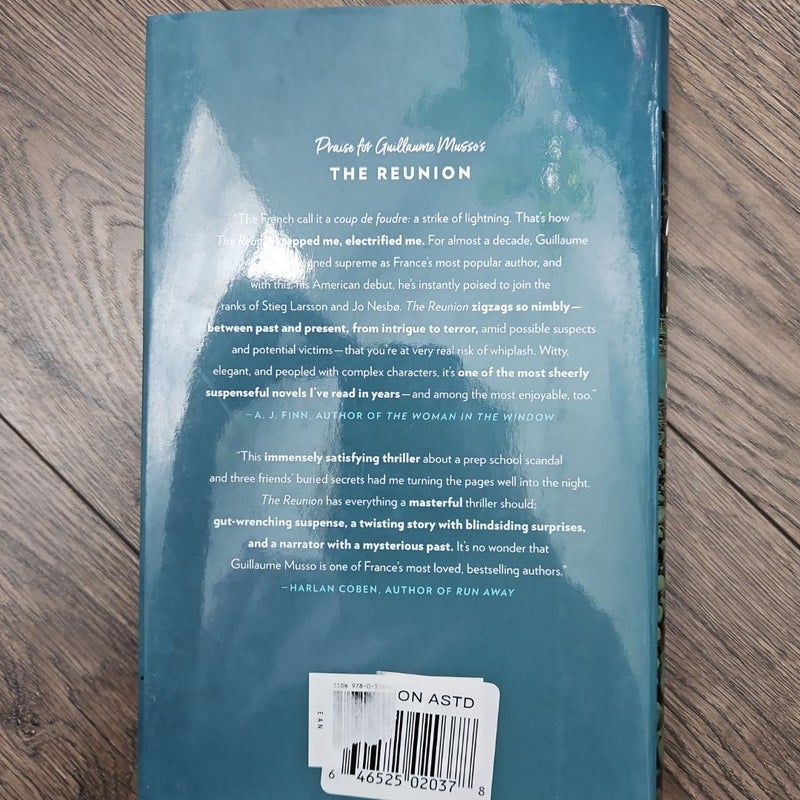 Praise for Guillaume Musso's
THE REUNION
"The French call it a coup de foudre: a strike of lightning. That's how
The me, electrified me. For almost a decade, Guillaume
supreme as France's most popular author, and
with this, his American debut, he's instantly poised to join the
ranks of Stieg Larsson and Jo Nesbø. The Reunion zigzags so nimbly—
between past and present, from intrigue to terror, amid possible suspects
and potential victims—that you're at very real risk of whiplash. Witty,
elegant, and peopled with complex characters, it's one of the most sheerly
suspenseful novels I've read in years—and among the most enjoyable, too."
—A. J. FINN, AUTHOR OF THE WOMAN IN THE WINDOW
"This immensely satisfying thriller about a prep school scandal
and three friends' buried secrets had me turning the pages well into the night.
The Reunion has everything a masterful thriller should:
gut-wrenching suspense, a twisting story with blindsiding surprises,
and a narrator with a mysterious past. It's no wonder that
Guillaume Musso is one of France's most loved, bestselling authors."
—HARLAN COBEN, AUTHOR OF RUN AWAY
ISBN 978-0-316
ON ASTD
EAN
6 46525 02037 8